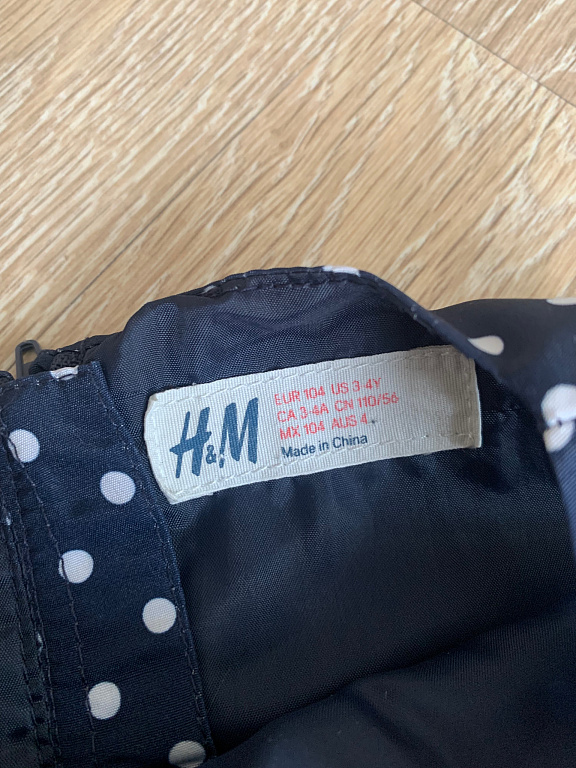 H&M
EUR 104 US 3-4Y
CA 3-4A CN 110/56
MX 104 AUS 4
Made in China